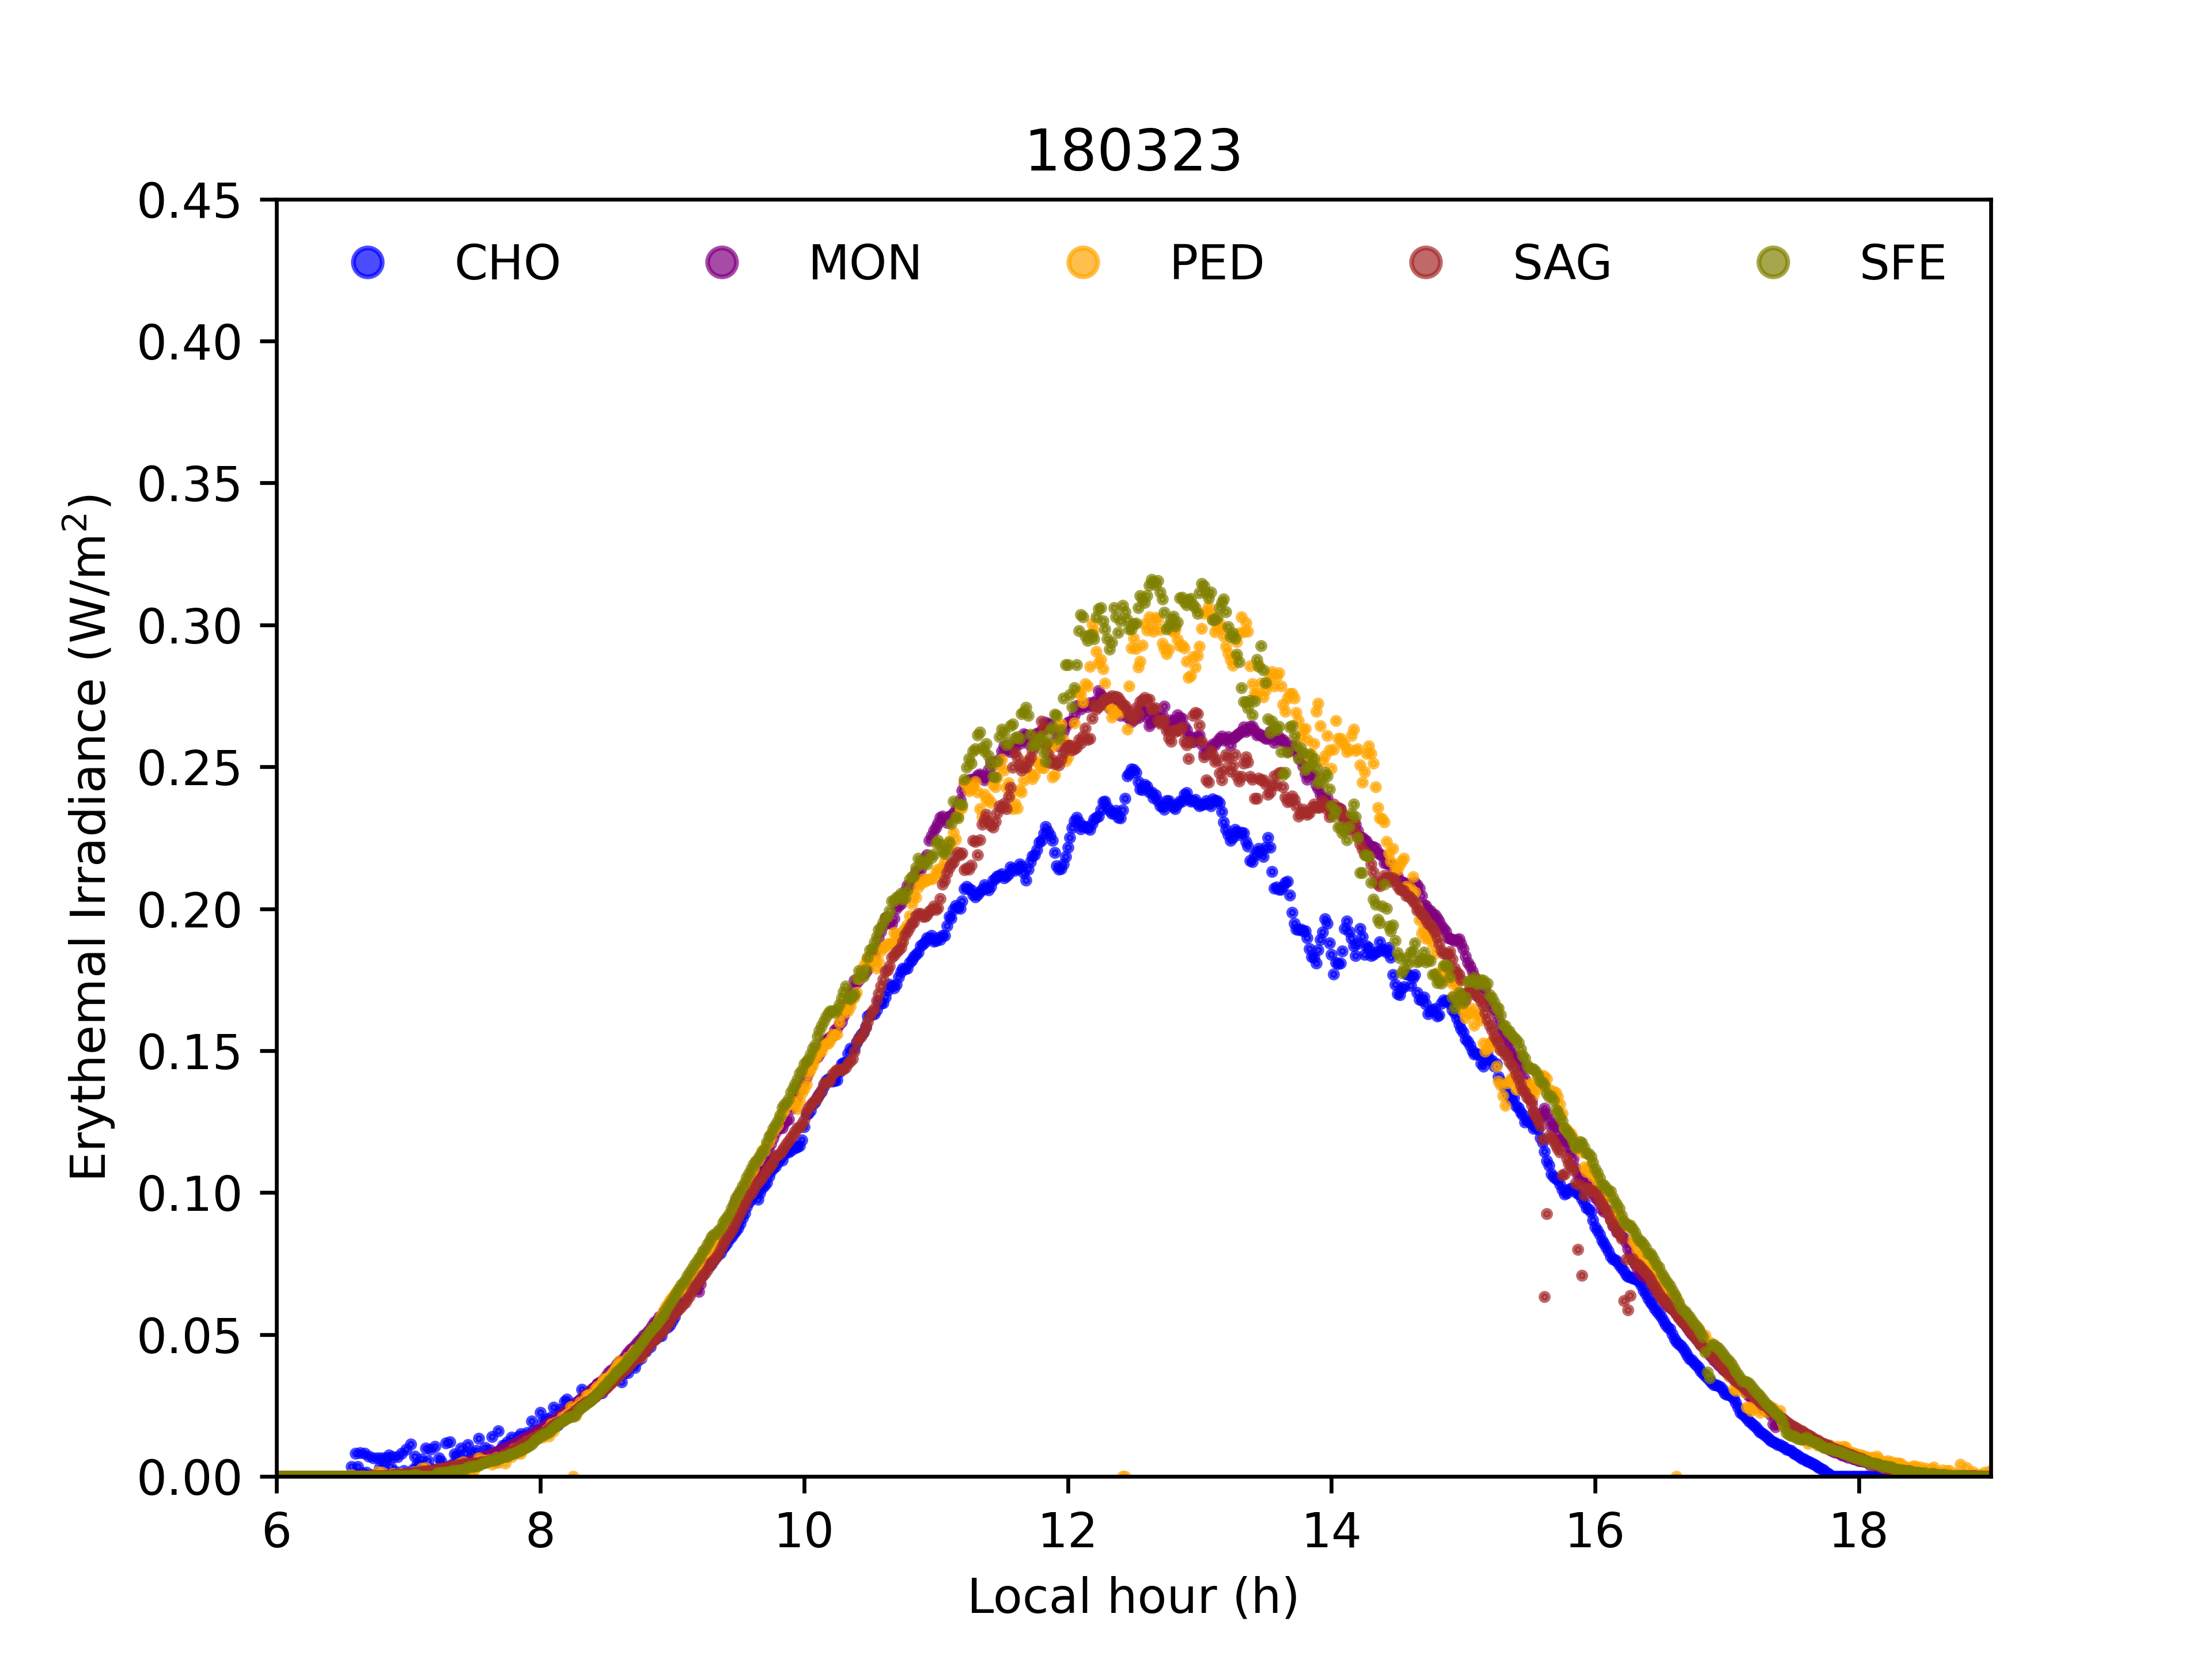 180323
0.45
CHO MON PED SAG SFE
0.40
0.35
0.30
0.25
0.20
0.15
0.10
0.05
0.00
Erythemal Irradiance (W/m²)
6 8 10 12 14 16 18
Local hour (h)